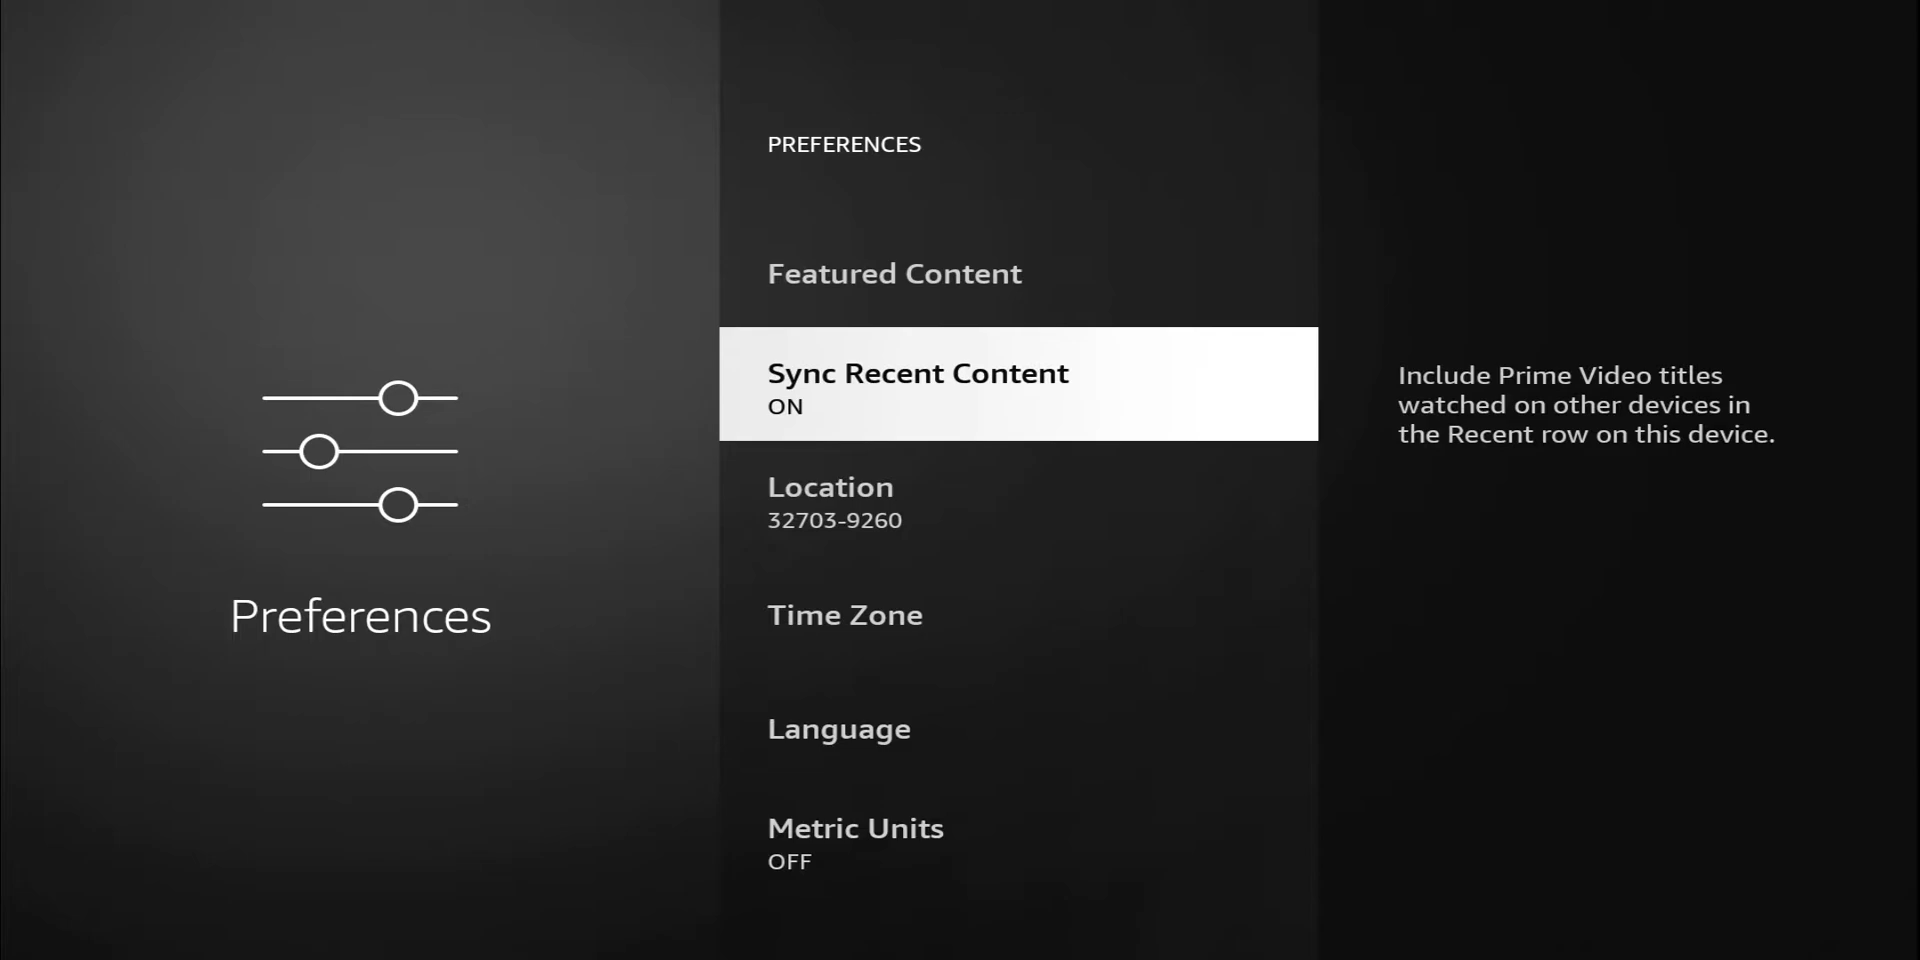 PREFERENCES
Featured Content
Sync Recent Content
ON
Location
32703-9260
Time Zone
Language
Metric Units
OFF
Preferences
Include Prime Video titles
watched on other devices in
the Recent row on this device.